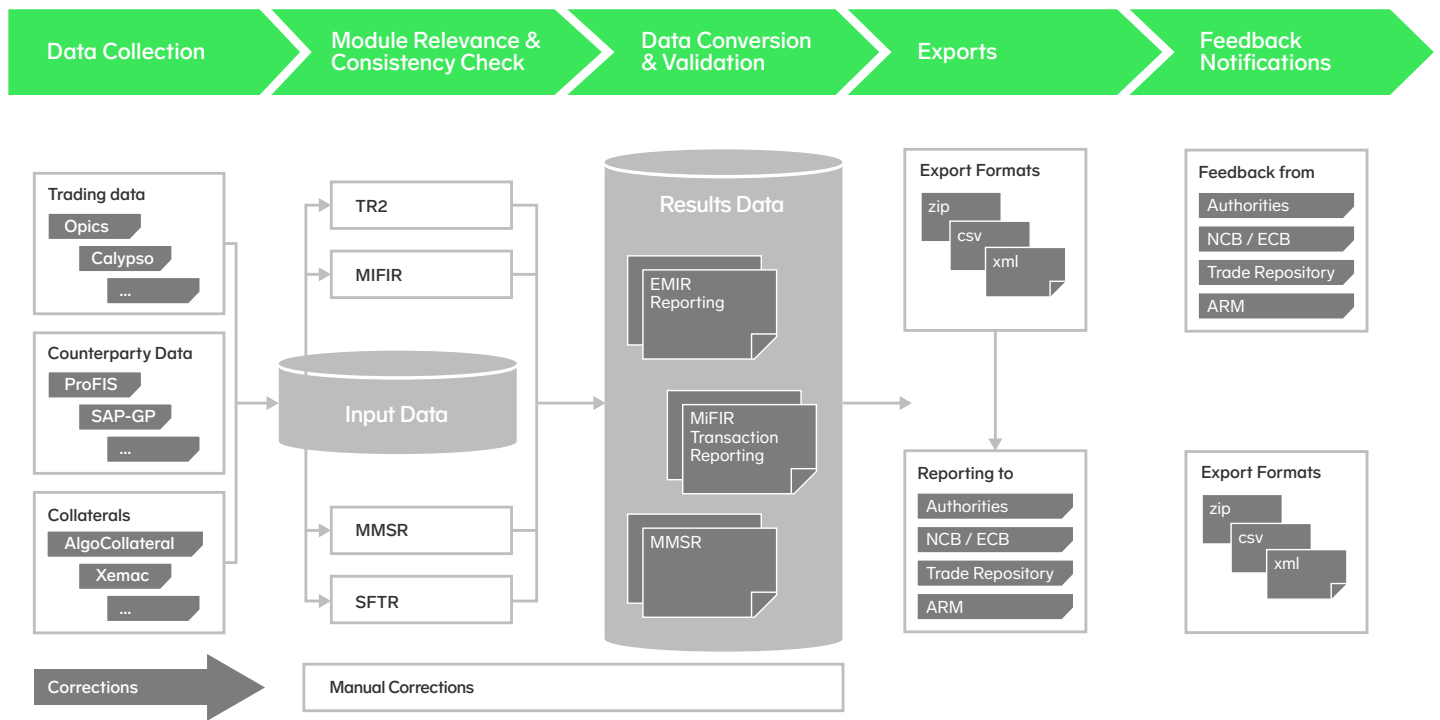 Data Collection
Module Relevance &
Consistency Check
Data Conversion
& Validation
Exports
Feedback
Notifications
Trading data
Opics
Calypso
...
Counterparty Data
ProFIS
SAP-GP
...
Collaterals
AlgoCollateral
Xemac
...
Corrections
TR2
MIFIR
Input Data
MMSR
SFTR
Manual Corrections
Results Data
EMIR
Reporting
MiFIR
Transaction
Reporting
MMSR
Export Formats
zip
csv
xml
Reporting to
Authorities
NCB / ECB
Trade Repository
ARM
Feedback from
Authorities
NCB / ECB
Trade Repository
ARM
Export Formats
zip
csv
xml